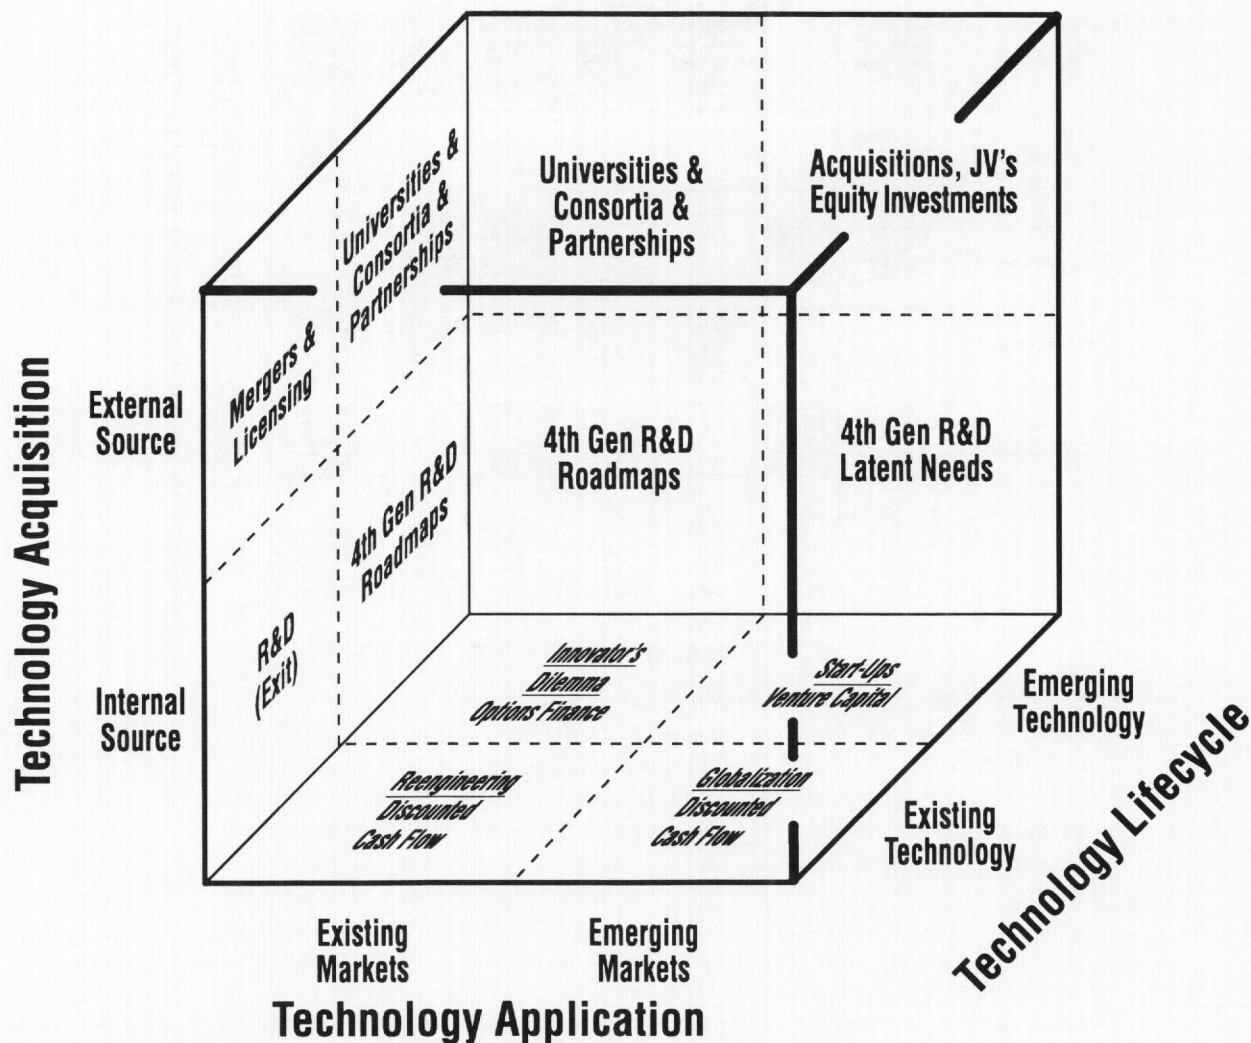 Universities &
Consortia &
Partnerships
Universities &
Consortia &
Partnerships
Acquisitions, JV's
Equity Investments
Mergers &
Licensing
External
Source
4th Gen R&D
Roadmaps
4th Gen R&D
Roadmaps
4th Gen R&D
Latent Needs
Technology Acquisition
R&D
(Exit)
Internal
Source
Innovator's
Dilemma
Options Finance
Start-Ups
Venture Capital
Emerging
Technology
Reengineering
Discounted
Cash Flow
Globalization
Discounted
Cash Flow
Existing
Technology
Technology Lifecycle
Existing
Markets
Emerging
Markets
Technology Application